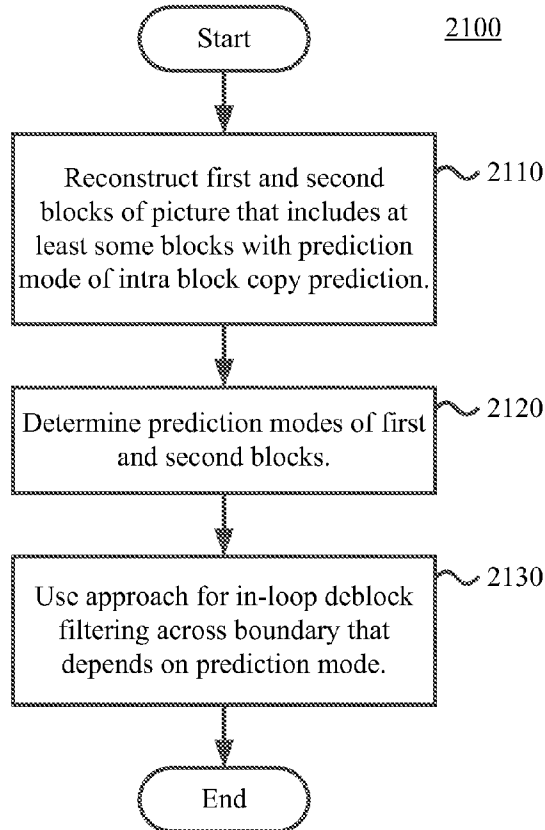 Start
2100
Reconstruct first and second
blocks of picture that includes at
least some blocks with prediction
mode of intra block copy prediction.
2110
Determine prediction modes of first
and second blocks.
2120
Use approach for in-loop deblock
filtering across boundary that
depends on prediction mode.
2130
End